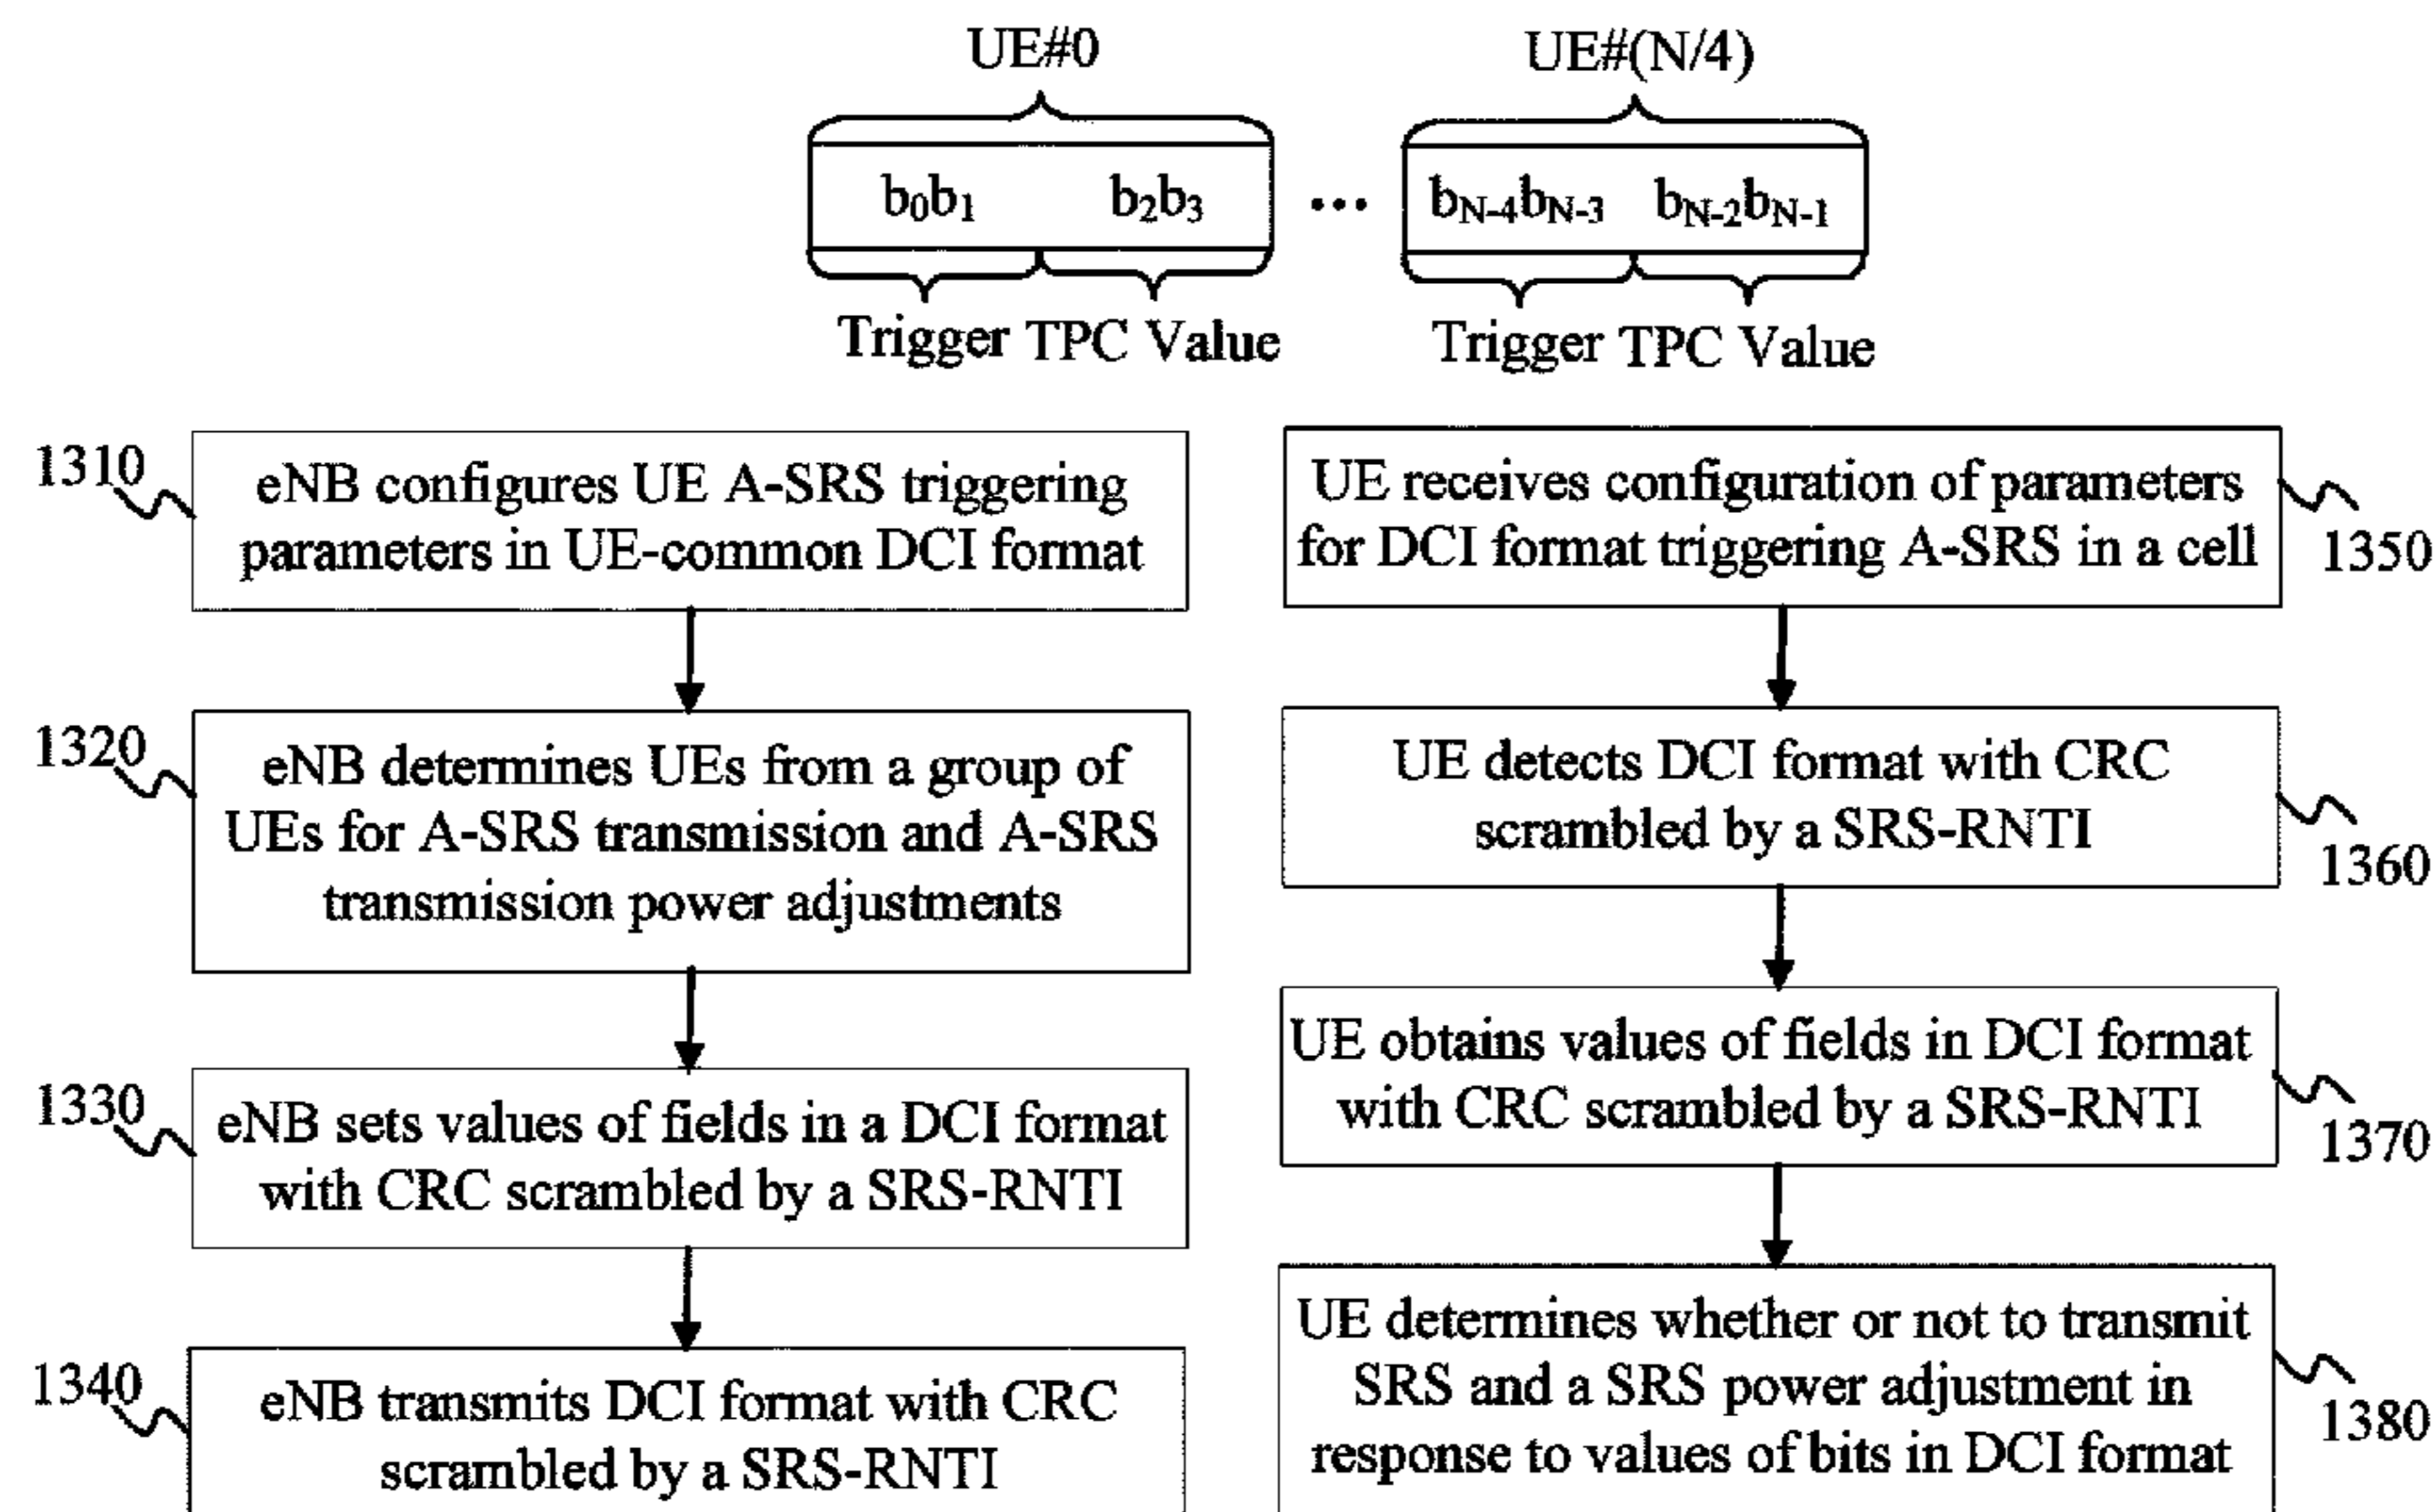 UE#0
UE#(N/4)
b₀b₁
b₂b₃
...
b_{N-4}b_{N-3}
b_{N-2}b_{N-1}
Trigger
TPC Value
Trigger
TPC Value
1310
eNB configures UE A-SRS triggering
parameters in UE-common DCI format
1320
eNB determines UEs from a group of
UEs for A-SRS transmission and A-SRS
transmission power adjustments
1330
eNB sets values of fields in a DCI format
with CRC scrambled by a SRS-RNTI
1340
eNB transmits DCI format with CRC
scrambled by a SRS-RNTI
UE receives configuration of parameters
for DCI format triggering A-SRS in a cell
1350
UE detects DCI format with CRC
scrambled by a SRS-RNTI
1360
UE obtains values of fields in DCI format
with CRC scrambled by a SRS-RNTI
1370
UE determines whether or not to transmit
SRS and a SRS power adjustment in
response to values of bits in DCI format
1380